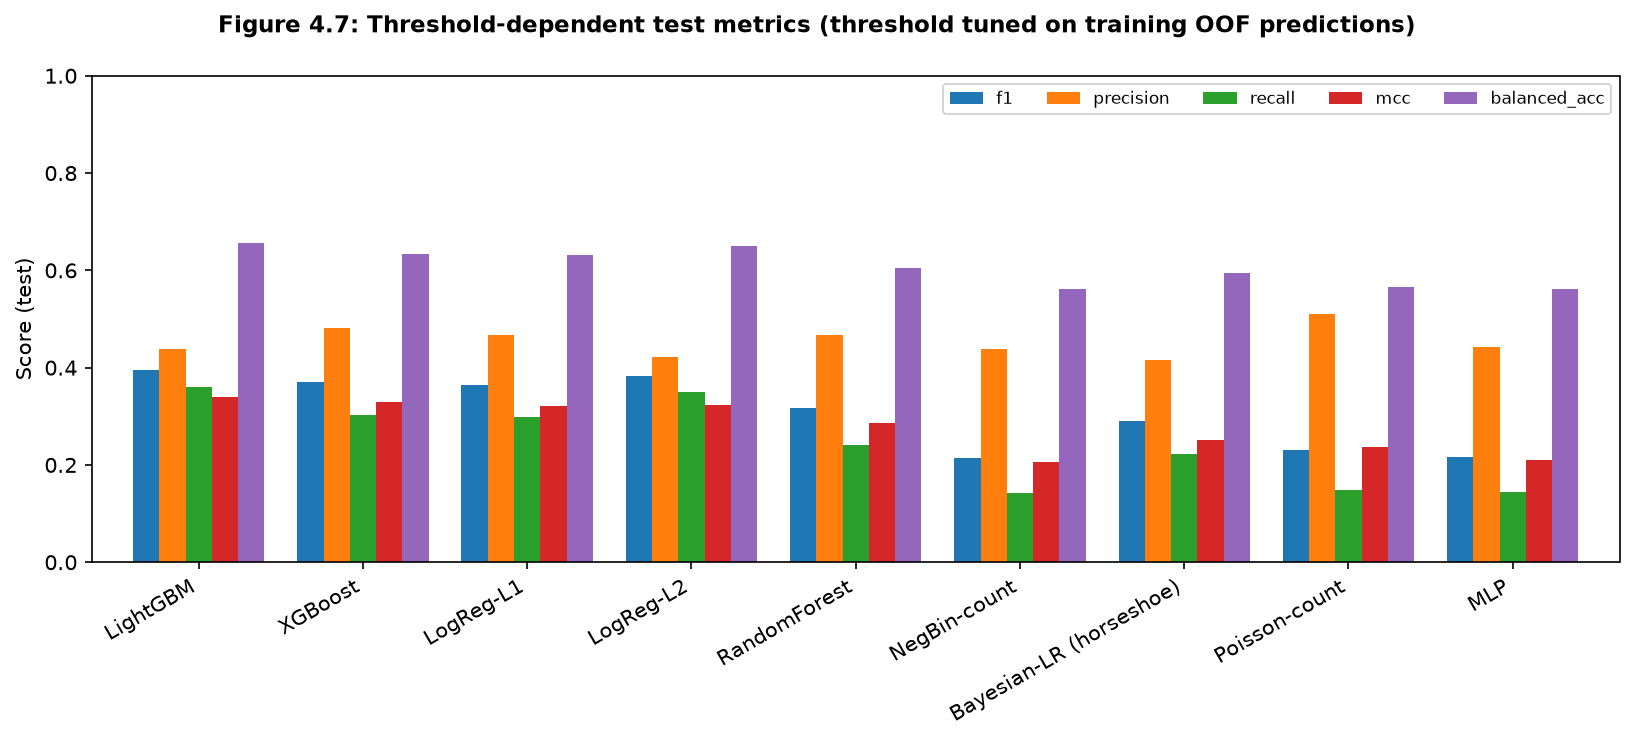 Figure 4.7: Threshold-dependent test metrics (threshold tuned on training OOF predictions)
1.0
f1 precision recall mcc balanced_acc
0.8
0.6
Score (test)
0.4
0.2
0.0
LightGBM
XGBoost
LogReg-L1
LogReg-L2
RandomForest
NegBin-count
Bayesian-LR (horseshoe)
Poisson-count
MLP